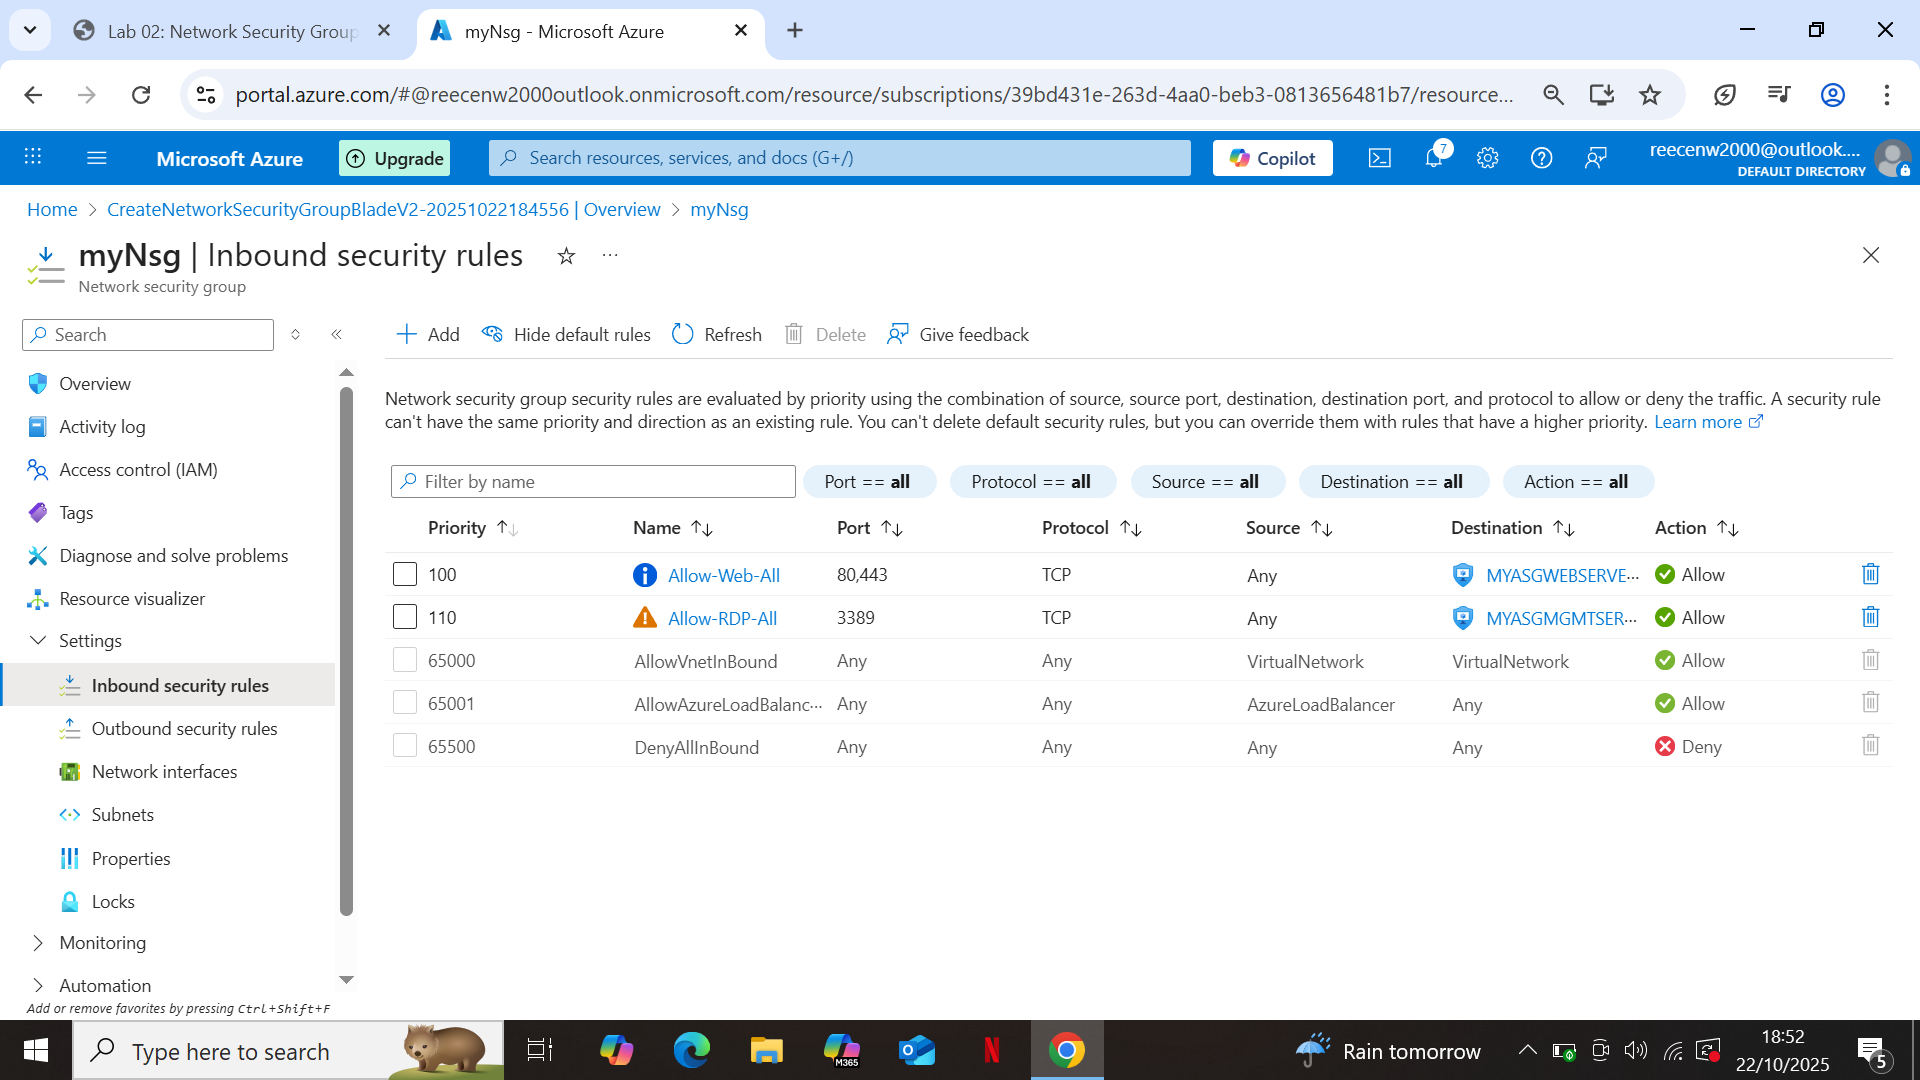 Lab 02: Network Security Group
myNsg - Microsoft Azure
portal.azure.com/#@reecenw2000outlook.onmicrosoft.com/resource/subscriptions/39bd431e-263d-4aa0-beb3-0813656481b7/resource...
Microsoft Azure
Upgrade
Search resources, services, and docs (G+/)
Copilot
7
reecenw2000@outlook....
DEFAULT DIRECTORY
Home > CreateNetworkSecurityGroupBladeV2-20251022184556 | Overview > myNsg
myNsg | Inbound security rules
Network security group
Search
Add Hide default rules Refresh Delete Give feedback
Overview
Activity log
Access control (IAM)
Tags
Diagnose and solve problems
Resource visualizer
Settings
Inbound security rules
Outbound security rules
Network interfaces
Subnets
Properties
Locks
Monitoring
Automation
Add or remove favorites by pressing Ctrl+Shift+F
Network security group security rules are evaluated by priority using the combination of source, source port, destination, destination port, and protocol to allow or deny the traffic. A security rule
can't have the same priority and direction as an existing rule. You can't delete default security rules, but you can override them with rules that have a higher priority. Learn more
Filter by name Port == all Protocol == all Source == all Destination == all Action == all
Priority Name Port Protocol Source Destination Action
100 Allow-Web-All 80,443 TCP Any MYASGWEBSERVE... Allow
110 Allow-RDP-All 3389 TCP Any MYASGMGMTSER... Allow
65000 AllowVnetInBound Any Any VirtualNetwork VirtualNetwork Allow
65001 AllowAzureLoadBalanc... Any Any AzureLoadBalancer Any Allow
65500 DenyAllInBound Any Any Any Any Deny
Type here to search
M365
Rain tomorrow
18:52
22/10/2025
5